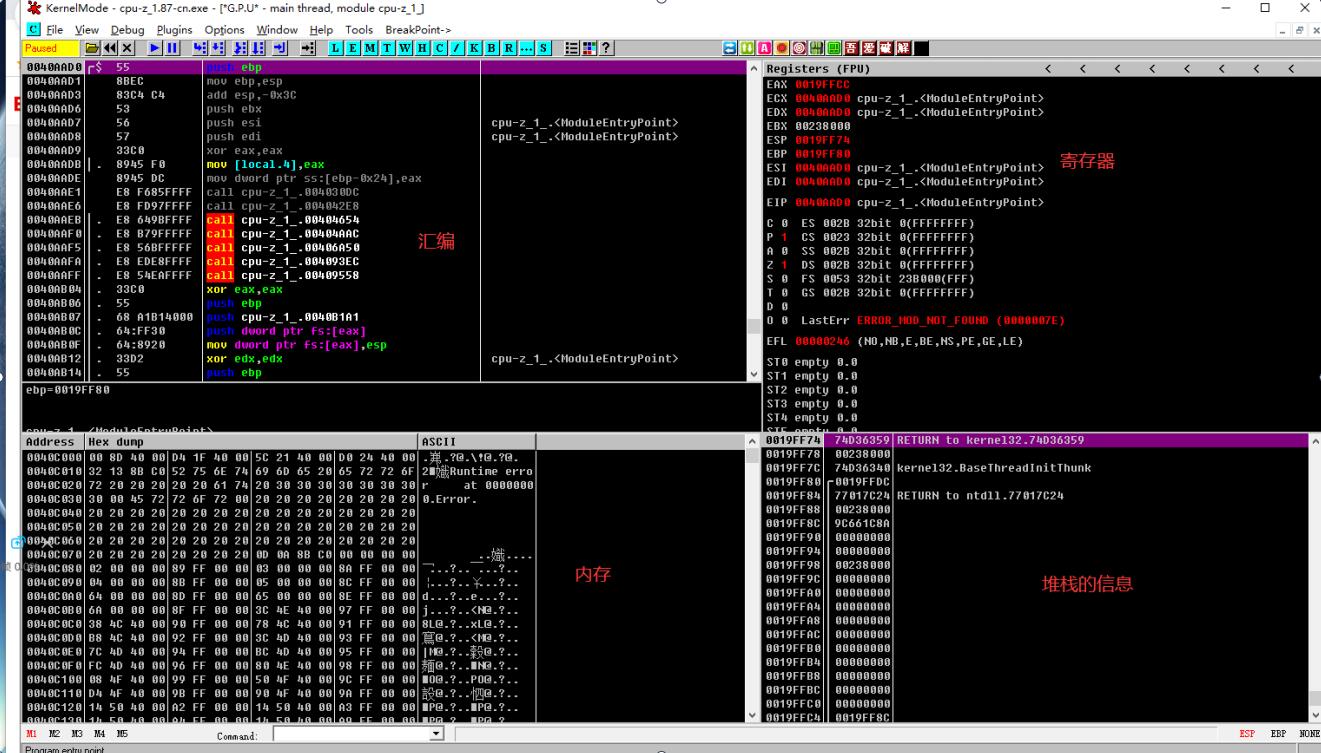 KernelMode - cpu-z_1.87-cn.exe - [*G.P.U* - main thread, module cpu-z_1_]
File View Debug Plugins Options Window Help Tools BreakPoint->
Paused L E M T W H C / K B R ... S 吾 爱 破 解
0040AAD0 $ 55 push ebp
0040AAD1 8BEC mov ebp,esp
0040AAD3 83C4 C4 add esp,-0x3C
0040AAD6 53 push ebx
0040AAD7 56 push esi cpu-z_1_.<ModuleEntryPoint>
0040AAD8 57 push edi cpu-z_1_.<ModuleEntryPoint>
0040AAD9 33C0 xor eax,eax
0040AADB . 8945 F0 mov [local.4],eax
0040AADE 8945 DC mov dword ptr ss:[ebp-0x24],eax
0040AAE1 E8 F685FFFF call cpu-z_1_.004030DC
0040AAE6 E8 FD97FFFF call cpu-z_1_.004042E8
0040AAEB . E8 649BFFFF call cpu-z_1_.00404654
0040AAF0 . E8 B79FFFFF call cpu-z_1_.00404AAC
0040AAF5 . E8 56BFFFFF call cpu-z_1_.00406A50
0040AAFA . E8 EDE8FFFF call cpu-z_1_.004093EC
0040AAFF . E8 54EAFFFF call cpu-z_1_.00409558
0040AB04 . 33C0 xor eax,eax
0040AB06 . 55 push ebp
0040AB07 . 68 A1B14000 push cpu-z_1_.0040B1A1
0040AB0C . 64:FF30 push dword ptr fs:[eax]
0040AB0F . 64:8920 mov dword ptr fs:[eax],esp
0040AB12 . 33D2 xor edx,edx cpu-z_1_.<ModuleEntryPoint>
0040AB14 . 55 push ebp
汇编
ebp=0019FF80
Registers (FPU) < < < < < < < <
EAX 0019FFCC
ECX 0040AAD0 cpu-z_1_.<ModuleEntryPoint>
EDX 0040AAD0 cpu-z_1_.<ModuleEntryPoint>
EBX 00238000
ESP 0019FF74
EBP 0019FF80
ESI 0040AAD0 cpu-z_1_.<ModuleEntryPoint>
EDI 0040AAD0 cpu-z_1_.<ModuleEntryPoint>
EIP 0040AAD0 cpu-z_1_.<ModuleEntryPoint>
寄存器
C 0 ES 002B 32bit 0(FFFFFFFF)
P 1 CS 0023 32bit 0(FFFFFFFF)
A 0 SS 002B 32bit 0(FFFFFFFF)
Z 1 DS 002B 32bit 0(FFFFFFFF)
S 0 FS 0053 32bit 23B000(FFF)
T 0 GS 002B 32bit 0(FFFFFFFF)
D 0
O 0 LastErr ERROR_MOD_NOT_FOUND (0000007E)
EFL 00000246 (NO,NB,E,BE,NS,PE,GE,LE)
ST0 empty 0.0
ST1 empty 0.0
ST2 empty 0.0
ST3 empty 0.0
ST4 empty 0.0
Address Hex dump ASCII
0040C000 00 8D 40 00 D4 1F 40 00 5C 21 40 00 D0 24 40 00
0040C010 32 13 8B C0 52 75 6E 74 69 6D 65 20 65 72 72 6F Runtime erro
0040C020 72 20 20 20 20 20 61 74 20 30 30 30 30 30 30 30 r at 0000000
0040C030 30 00 45 72 72 6F 72 00 20 20 20 20 20 20 20 20 0.Error.
0040C040 20 20 20 20 20 20 20 20 20 20 20 20 20 20 20 20
0040C050 20 20 20 20 20 20 20 20 20 20 20 20 20 20 20 20
0040C060 20 20 20 20 20 20 20 20 20 20 20 20 20 20 20 20
0040C070 20 20 20 20 20 20 20 20 0D 0A 8B C0 00 00 00 00
0040C080 02 00 00 00 89 FF 00 00 03 00 00 00 8A FF 00 00
0040C090 04 00 00 00 8B FF 00 00 05 00 00 00 8C FF 00 00
0040C0A0 64 00 00 00 8D FF 00 00 65 00 00 00 8E FF 00 00 d...?..e...?..
0040C0B0 6A 00 00 00 8F FF 00 00 3C 4E 40 00 97 FF 00 00 j...?..<N@.?..
0040C0C0 38 4C 40 00 90 FF 00 00 78 4C 40 00 91 FF 00 00 8L@.?..xL@.?..
0040C0D0 B8 4C 40 00 92 FF 00 00 3C 4D 40 00 93 FF 00 00
0040C0E0 7C 4D 40 00 94 FF 00 00 BC 4D 40 00 95 FF 00 00
0040C0F0 FC 4D 40 00 96 FF 00 00 80 4E 40 00 98 FF 00 00
0040C100 08 4F 40 00 99 FF 00 00 50 4F 40 00 9C FF 00 00
0040C110 D4 4F 40 00 9B FF 00 00 90 4F 40 00 9A FF 00 00
0040C120 14 50 40 00 A2 FF 00 00 14 50 40 00 A3 FF 00 00
内存
0019FF74 74D36359 RETURN to kernel32.74D36359
0019FF78 00238000
0019FF7C 74D36340 kernel32.BaseThreadInitThunk
0019FF80 0019FFDC
0019FF84 77017C24 RETURN to ntdll.77017C24
0019FF88 00238000
0019FF8C 9C661C8A
0019FF90 00000000
0019FF94 00000000
0019FF98 00238000
0019FF9C 00000000
0019FFA0 00000000
0019FFA4 00000000
0019FFA8 00000000
0019FFAC 00000000
0019FFB0 00000000
0019FFB4 00000000
0019FFB8 00000000
0019FFBC 00000000
0019FFC0 00000000
0019FFC4 0019FF8C
堆栈的信息
M1 M2 M3 M4 M5 Command: ESP EBP NONE
Program entry point